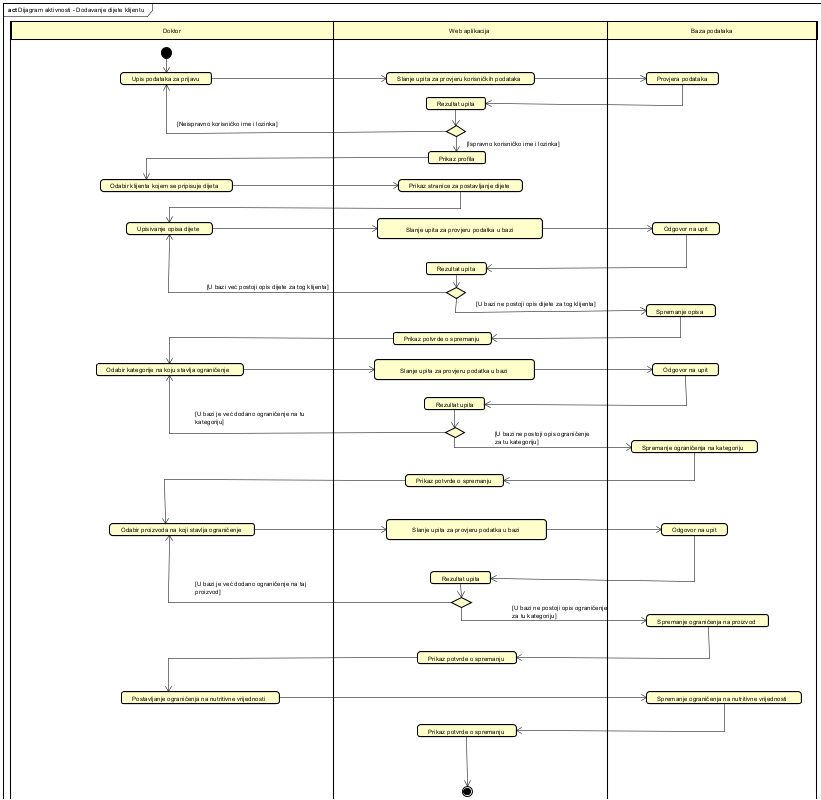 act Dijagram aktivnosti - Dodavanje dijete klijentu
Doktor
Web aplikacija
Baza podataka
Upis podataka za prijavu
Slanje upita za provjeru korisničkih podataka
Provjera podataka
Rezultat upita
[Neispravno korisničko ime i lozinka]
[Ispravno korisničko ime i lozinka]
Prikaz profila
Odabir klijenta kojem se pripisuje dijeta
Prikaz stranice za postavljanje dijete
Upisivanje opisa dijete
Slanje upita za provjeru podatka u bazi
Odgovor na upit
Rezultat upita
[U bazi već postoji opis dijete za tog klijenta]
[U bazi ne postoji opis dijete za tog klijenta]
Spremanje opisa
Prikaz potvrde o spremanju
Odabir kategorije na koju stavlja ograničenje
Slanje upita za provjeru podatka u bazi
Odgovor na upit
Rezultat upita
[U bazi je već dodano ograničenje na tu
kategoriju]
[U bazi ne postoji opis ograničenje
za tu kategoriju]
Spremanje ograničenja na kategoriju
Prikaz potvrde o spremanju
Odabir proizvoda na koji stavlja ograničenje
Slanje upita za provjeru podatka u bazi
Odgovor na upit
Rezultat upita
[U bazi je već dodano ograničenje na taj
proizvod]
[U bazi ne postoji opis ograničenje
za tu kategoriju]
Spremanje ograničenja na proizvod
Prikaz potvrde o spremanju
Postavljanje ograničenja na nutritivne vrijednosti
Spremanje ograničenja na nutritivne vrijednosti
Prikaz potvrde o spremanju